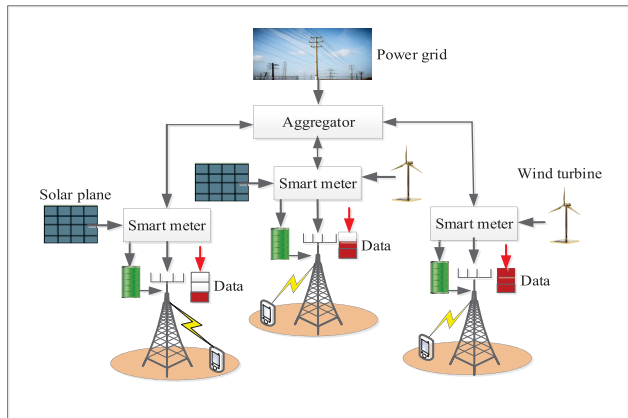 Power grid
Aggregator
Smart meter
Solar plane
Wind turbine
Smart meter
Smart meter
Data
Data
Data